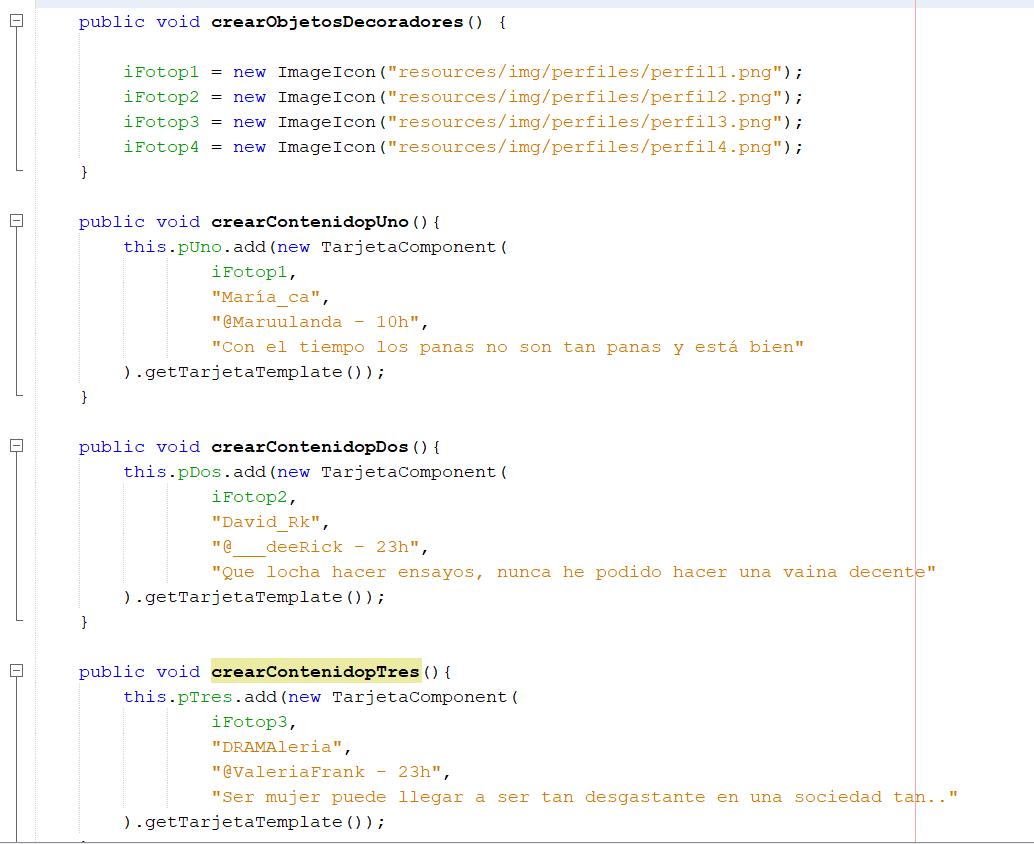 public void crearObjetosDecoradores() {
iFotop1 = new ImageIcon("resources/img/perfiles/perfil1.png");
iFotop2 = new ImageIcon("resources/img/perfiles/perfil2.png");
iFotop3 = new ImageIcon("resources/img/perfiles/perfil3.png");
iFotop4 = new ImageIcon("resources/img/perfiles/perfil4.png");
}
public void crearContenidopUno(){
this.pUno.add(new TarjetaComponent(
iFotop1,
"María_ca",
"@Maruulanda - 10h",
"Con el tiempo los panas no son tan panas y está bien"
).getTarjetaTemplate());
}
public void crearContenidopDos(){
this.pDos.add(new TarjetaComponent(
iFotop2,
"David_Rk",
"@___deeRick - 23h",
"Que locha hacer ensayos, nunca he podido hacer una vaina decente"
).getTarjetaTemplate());
}
public void crearContenidopTres(){
this.pTres.add(new TarjetaComponent(
iFotop3,
"DRAMAleria",
"@ValeriaFrank - 23h",
"Ser mujer puede llegar a ser tan desgastante en una sociedad tan.."
).getTarjetaTemplate());